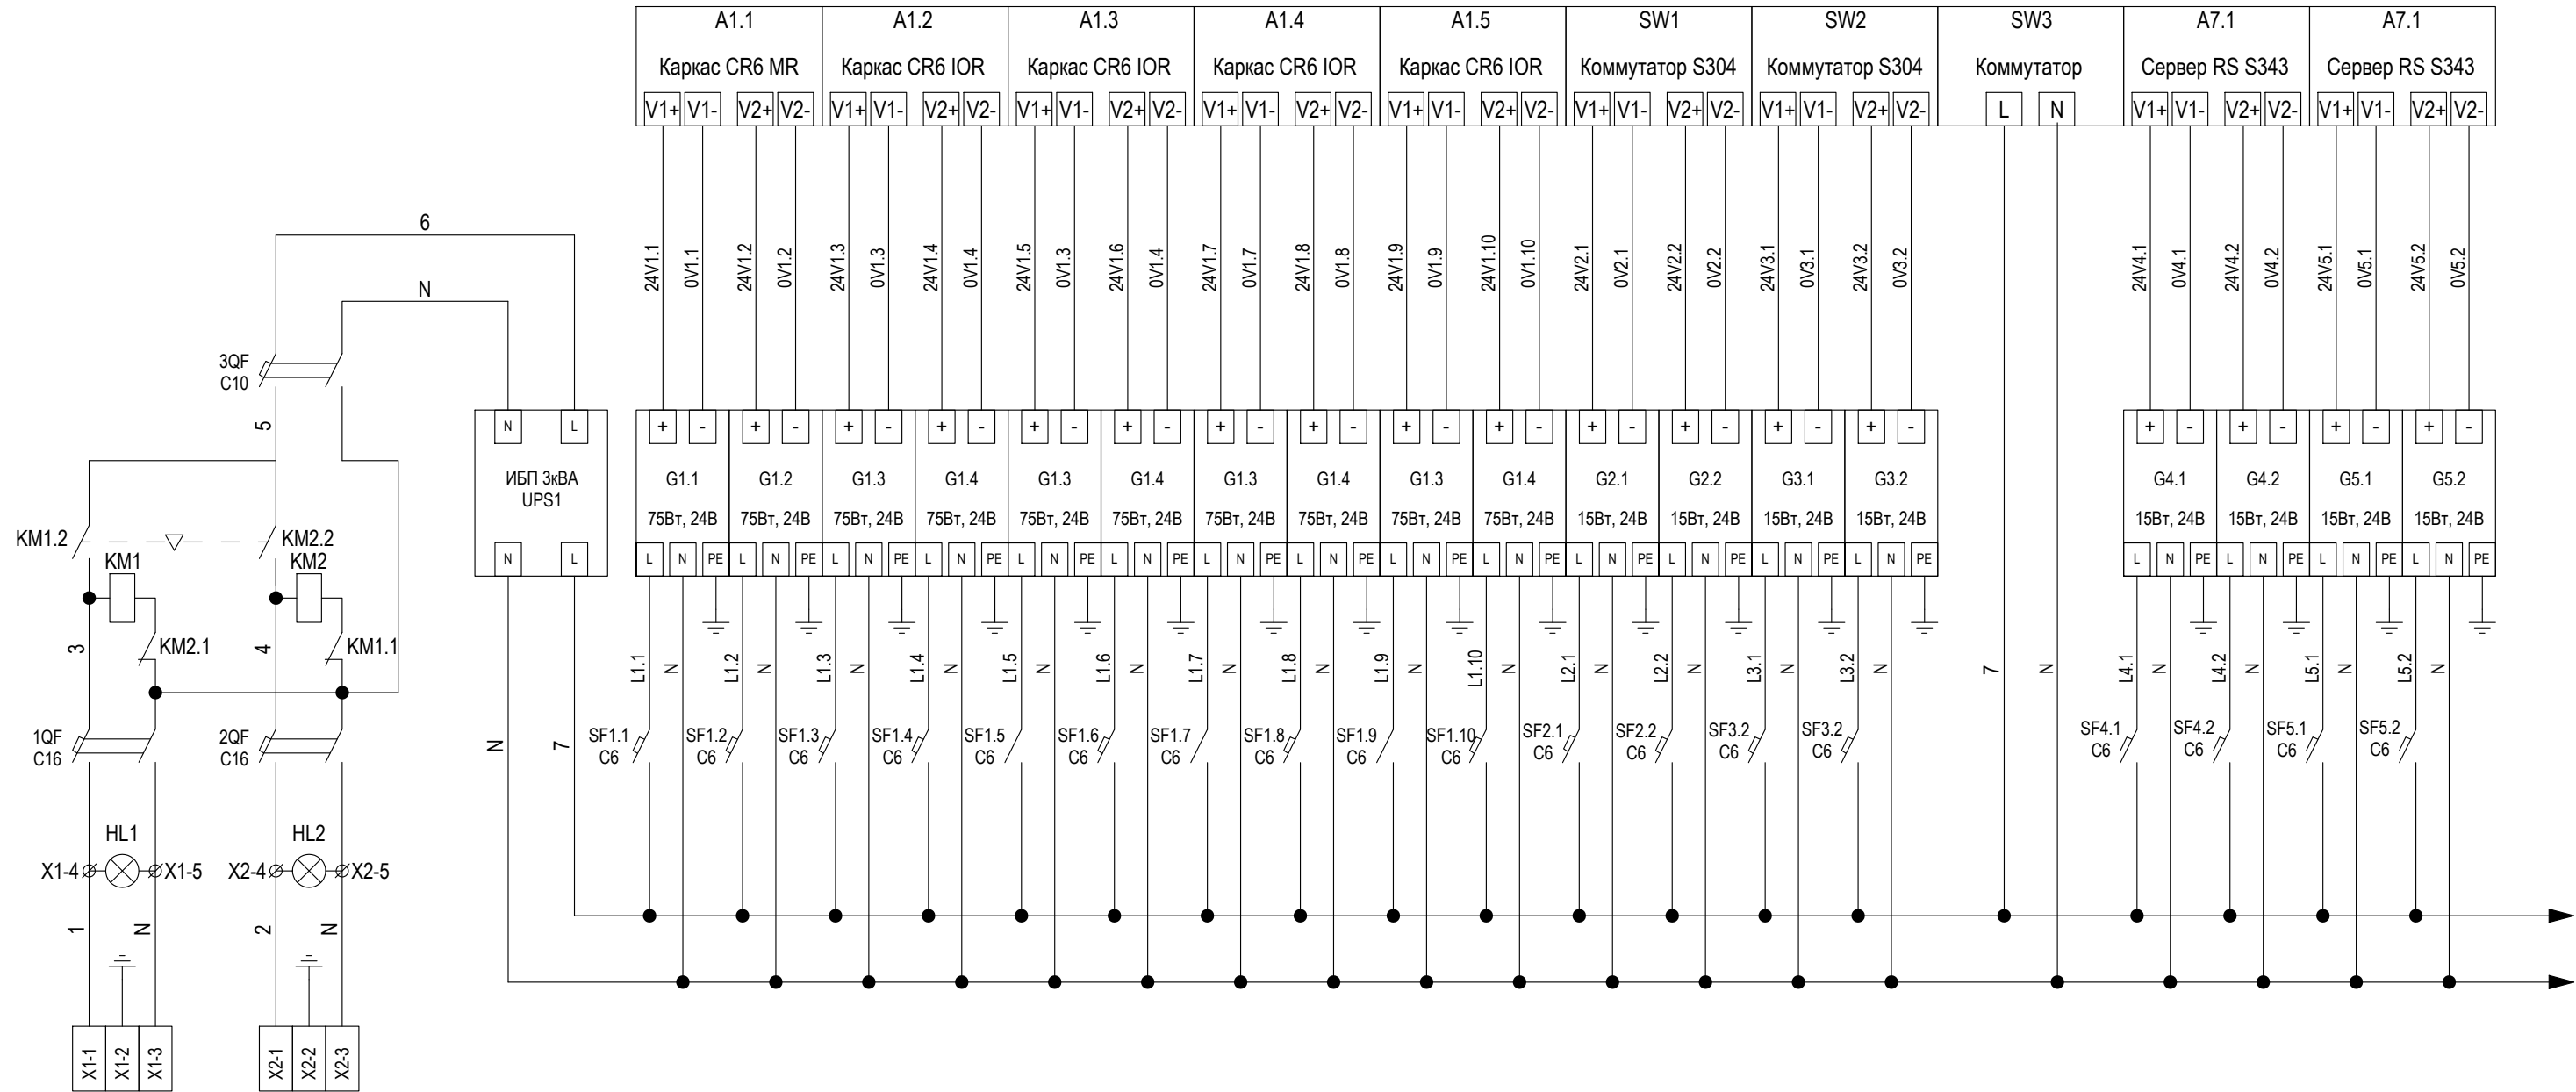 A1.1 A1.2 A1.3 A1.4 A1.5 SW1 SW2 SW3 A7.1 A7.1
Каркас CR6 MR Каркас CR6 IOR Каркас CR6 IOR Каркас CR6 IOR Каркас CR6 IOR Коммутатор S304 Коммутатор S304 Коммутатор Сервер RS S343 Сервер RS S343
V1+ V1- V2+ V2- V1+ V1- V2+ V2- V1+ V1- V2+ V2- V1+ V1- V2+ V2- V1+ V1- V2+ V2- V1+ V1- V2+ V2- V1+ V1- V2+ V2- L N V1+ V1- V2+ V2- V1+ V1- V2+ V2-
6
24V1.1 0V1.1 24V1.2 0V1.2 24V1.3 0V1.3 24V1.4 0V1.4 24V1.5 0V1.3 24V1.6 0V1.4 24V1.7 0V1.7 24V1.8 0V1.8 24V1.9 0V1.9 24V1.10 0V1.10 24V2.1 0V2.1 24V2.2 0V2.2 24V3.1 0V3.1 24V3.2 0V3.2 24V4.1 0V4.1 24V4.2 0V4.2 24V5.1 0V5.1 24V5.2 0V5.2
N
3QF
C10
5
N L
ИБП 3кВА
UPS1
N L
+ - + - + - + - + - + - + - + - + - + - + - + - + - + - + - + - + - + -
G1.1 G1.2 G1.3 G1.4 G1.3 G1.4 G1.3 G1.4 G1.3 G1.4 G2.1 G2.2 G3.1 G3.2 G4.1 G4.2 G5.1 G5.2
75Вт, 24В 75Вт, 24В 75Вт, 24В 75Вт, 24В 75Вт, 24В 75Вт, 24В 75Вт, 24В 75Вт, 24В 75Вт, 24В 75Вт, 24В 15Вт, 24В 15Вт, 24В 15Вт, 24В 15Вт, 24В 15Вт, 24В 15Вт, 24В 15Вт, 24В 15Вт, 24В
L N PE L N PE L N PE L N PE L N PE L N PE L N PE L N PE L N PE L N PE L N PE L N PE L N PE L N PE L N PE L N PE L N PE L N PE
KM1.2 KM2.2
KM1 KM2
3 KM2.1 4 KM1.1
L1.1 N L1.2 N L1.3 N L1.4 N L1.5 N L1.6 N L1.7 N L1.8 N L1.9 N L1.10 N L2.1 N L2.2 N L3.1 N L3.2 N 7 N L4.1 N L4.2 N L5.1 N L5.2 N
1QF 2QF
C16 C16
N 7
SF1.1 SF1.2 SF1.3 SF1.4 SF1.5 SF1.6 SF1.7 SF1.8 SF1.9 SF1.10 SF2.1 SF2.2 SF3.2 SF3.2 SF4.1 SF4.2 SF5.1 SF5.2
C6 C6 C6 C6 C6 C6 C6 C6 C6 C6 C6 C6 C6 C6 C6 C6 C6 C6
HL1 HL2
X1-4 X1-5 X2-4 X2-5
1 N 2 N
X1-1 X1-2 X1-3 X2-1 X2-2 X2-3